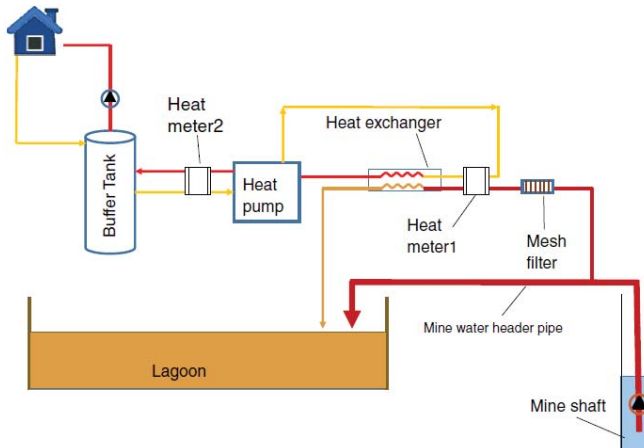 Heat
meter2
Heat exchanger
Buffer Tank
Heat
pump
Heat
meter1
Mesh
filter
Mine water header pipe
Lagoon
Mine shaft